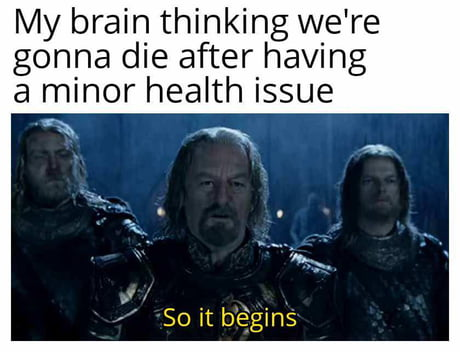 My brain thinking we're
gonna die after having
a minor health issue
So it begins